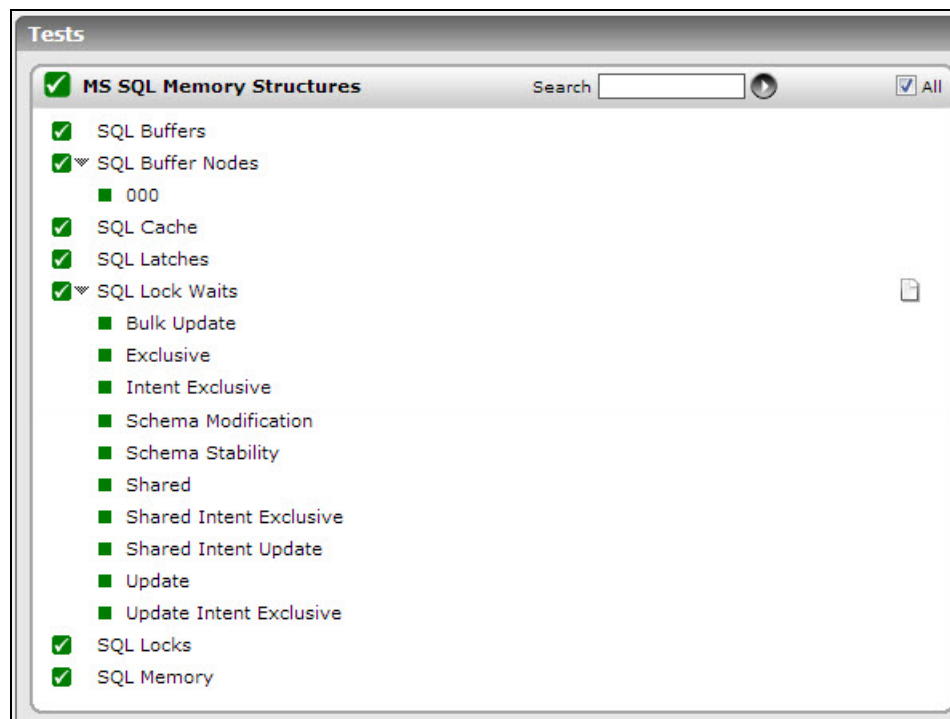 Tests
MS SQL Memory Structures Search All
SQL Buffers
SQL Buffer Nodes
000
SQL Cache
SQL Latches
SQL Lock Waits
Bulk Update
Exclusive
Intent Exclusive
Schema Modification
Schema Stability
Shared
Shared Intent Exclusive
Shared Intent Update
Update
Update Intent Exclusive
SQL Locks
SQL Memory